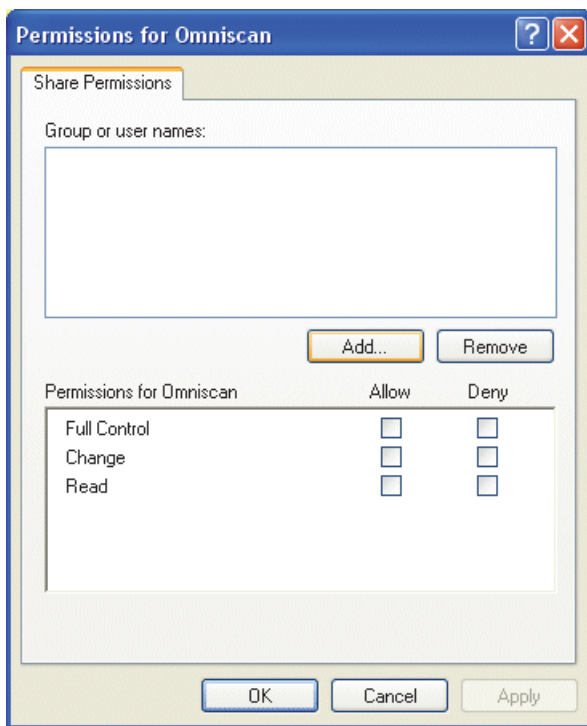 Permissions for Omniscan
Share Permissions
Group or user names:
Add... Remove
Permissions for Omniscan Allow Deny
Full Control
Change
Read
OK Cancel Apply